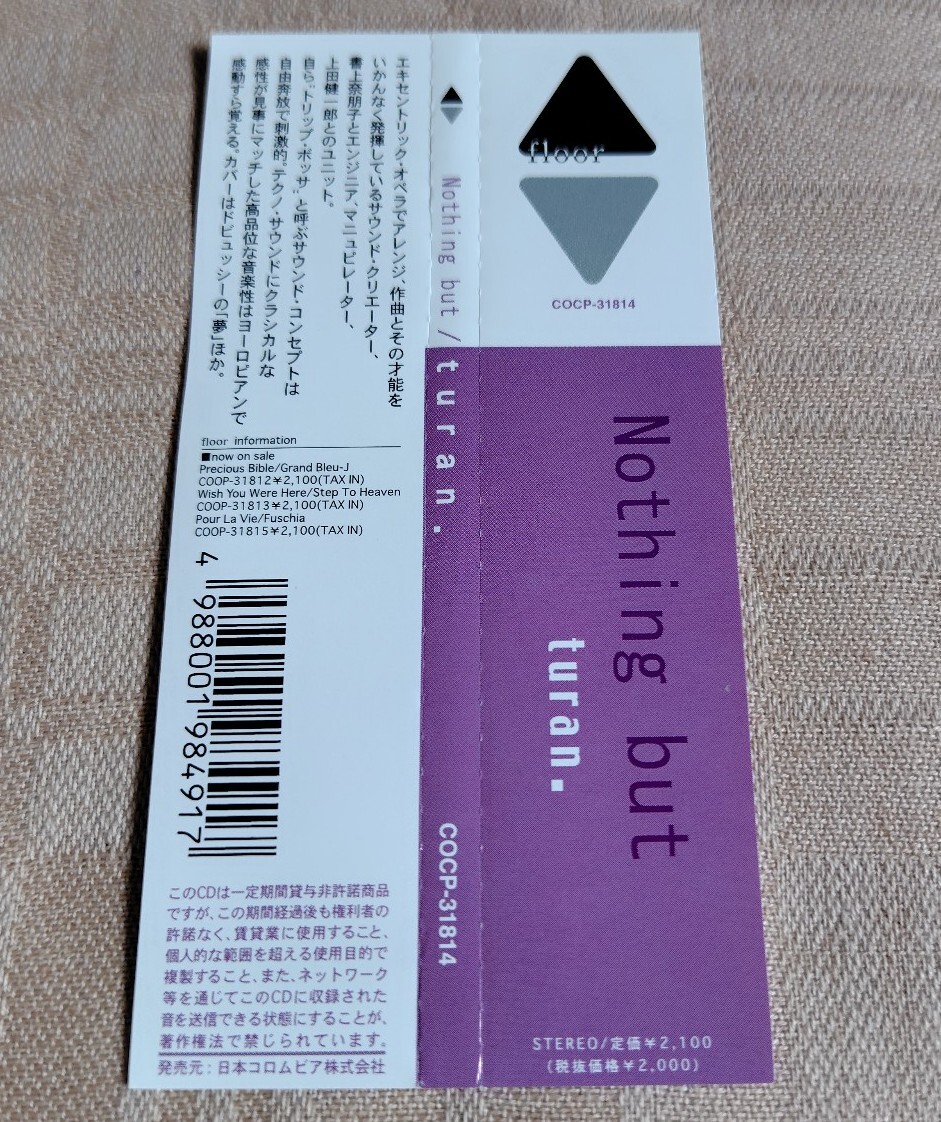 エキセントリック・オペラでアレンジ、作曲とその才能を
いかんなく発揮しているサウンド・クリエーター、
書上奈朋子とエンジニア、マニュピレーター、
上田健一郎とのユニット。
自ら“トリップ・ボッサ”と呼ぶサウンド・コンセプトは
自由奔放で刺激的。テクノ・サウンドにクラシカルな
感性が見事にマッチした高品位な音楽性はヨーロピアンで
感動すら覚える。カバーはドビュッシーの「夢」ほか。
floor information
■now on sale
Precious Bible/Grand Bleu-J
COOP-31812¥2,100(TAX IN)
Wish You Were Here/Step To Heaven
COOP-31813¥2,100(TAX IN)
Pour La Vie/Fuschia
COOP-31815¥2,100(TAX IN)
4 988001 984917
このCDは一定期間貸与非許諾商品
ですが、この期間経過後も権利者の
許諾なく、賃貸業に使用すること、
個人的な範囲を超える使用目的で
複製すること、また、ネットワーク
等を通じてこのCDに収録された
音を送信できる状態にすることが、
著作権法で禁じられています。
発売元：日本コロムビア株式会社
Nothing but / turan.
COCP-31814
floor
COCP-31814
Nothing but
turan.
STEREO/定価¥2,100
(税抜価格¥2,000)